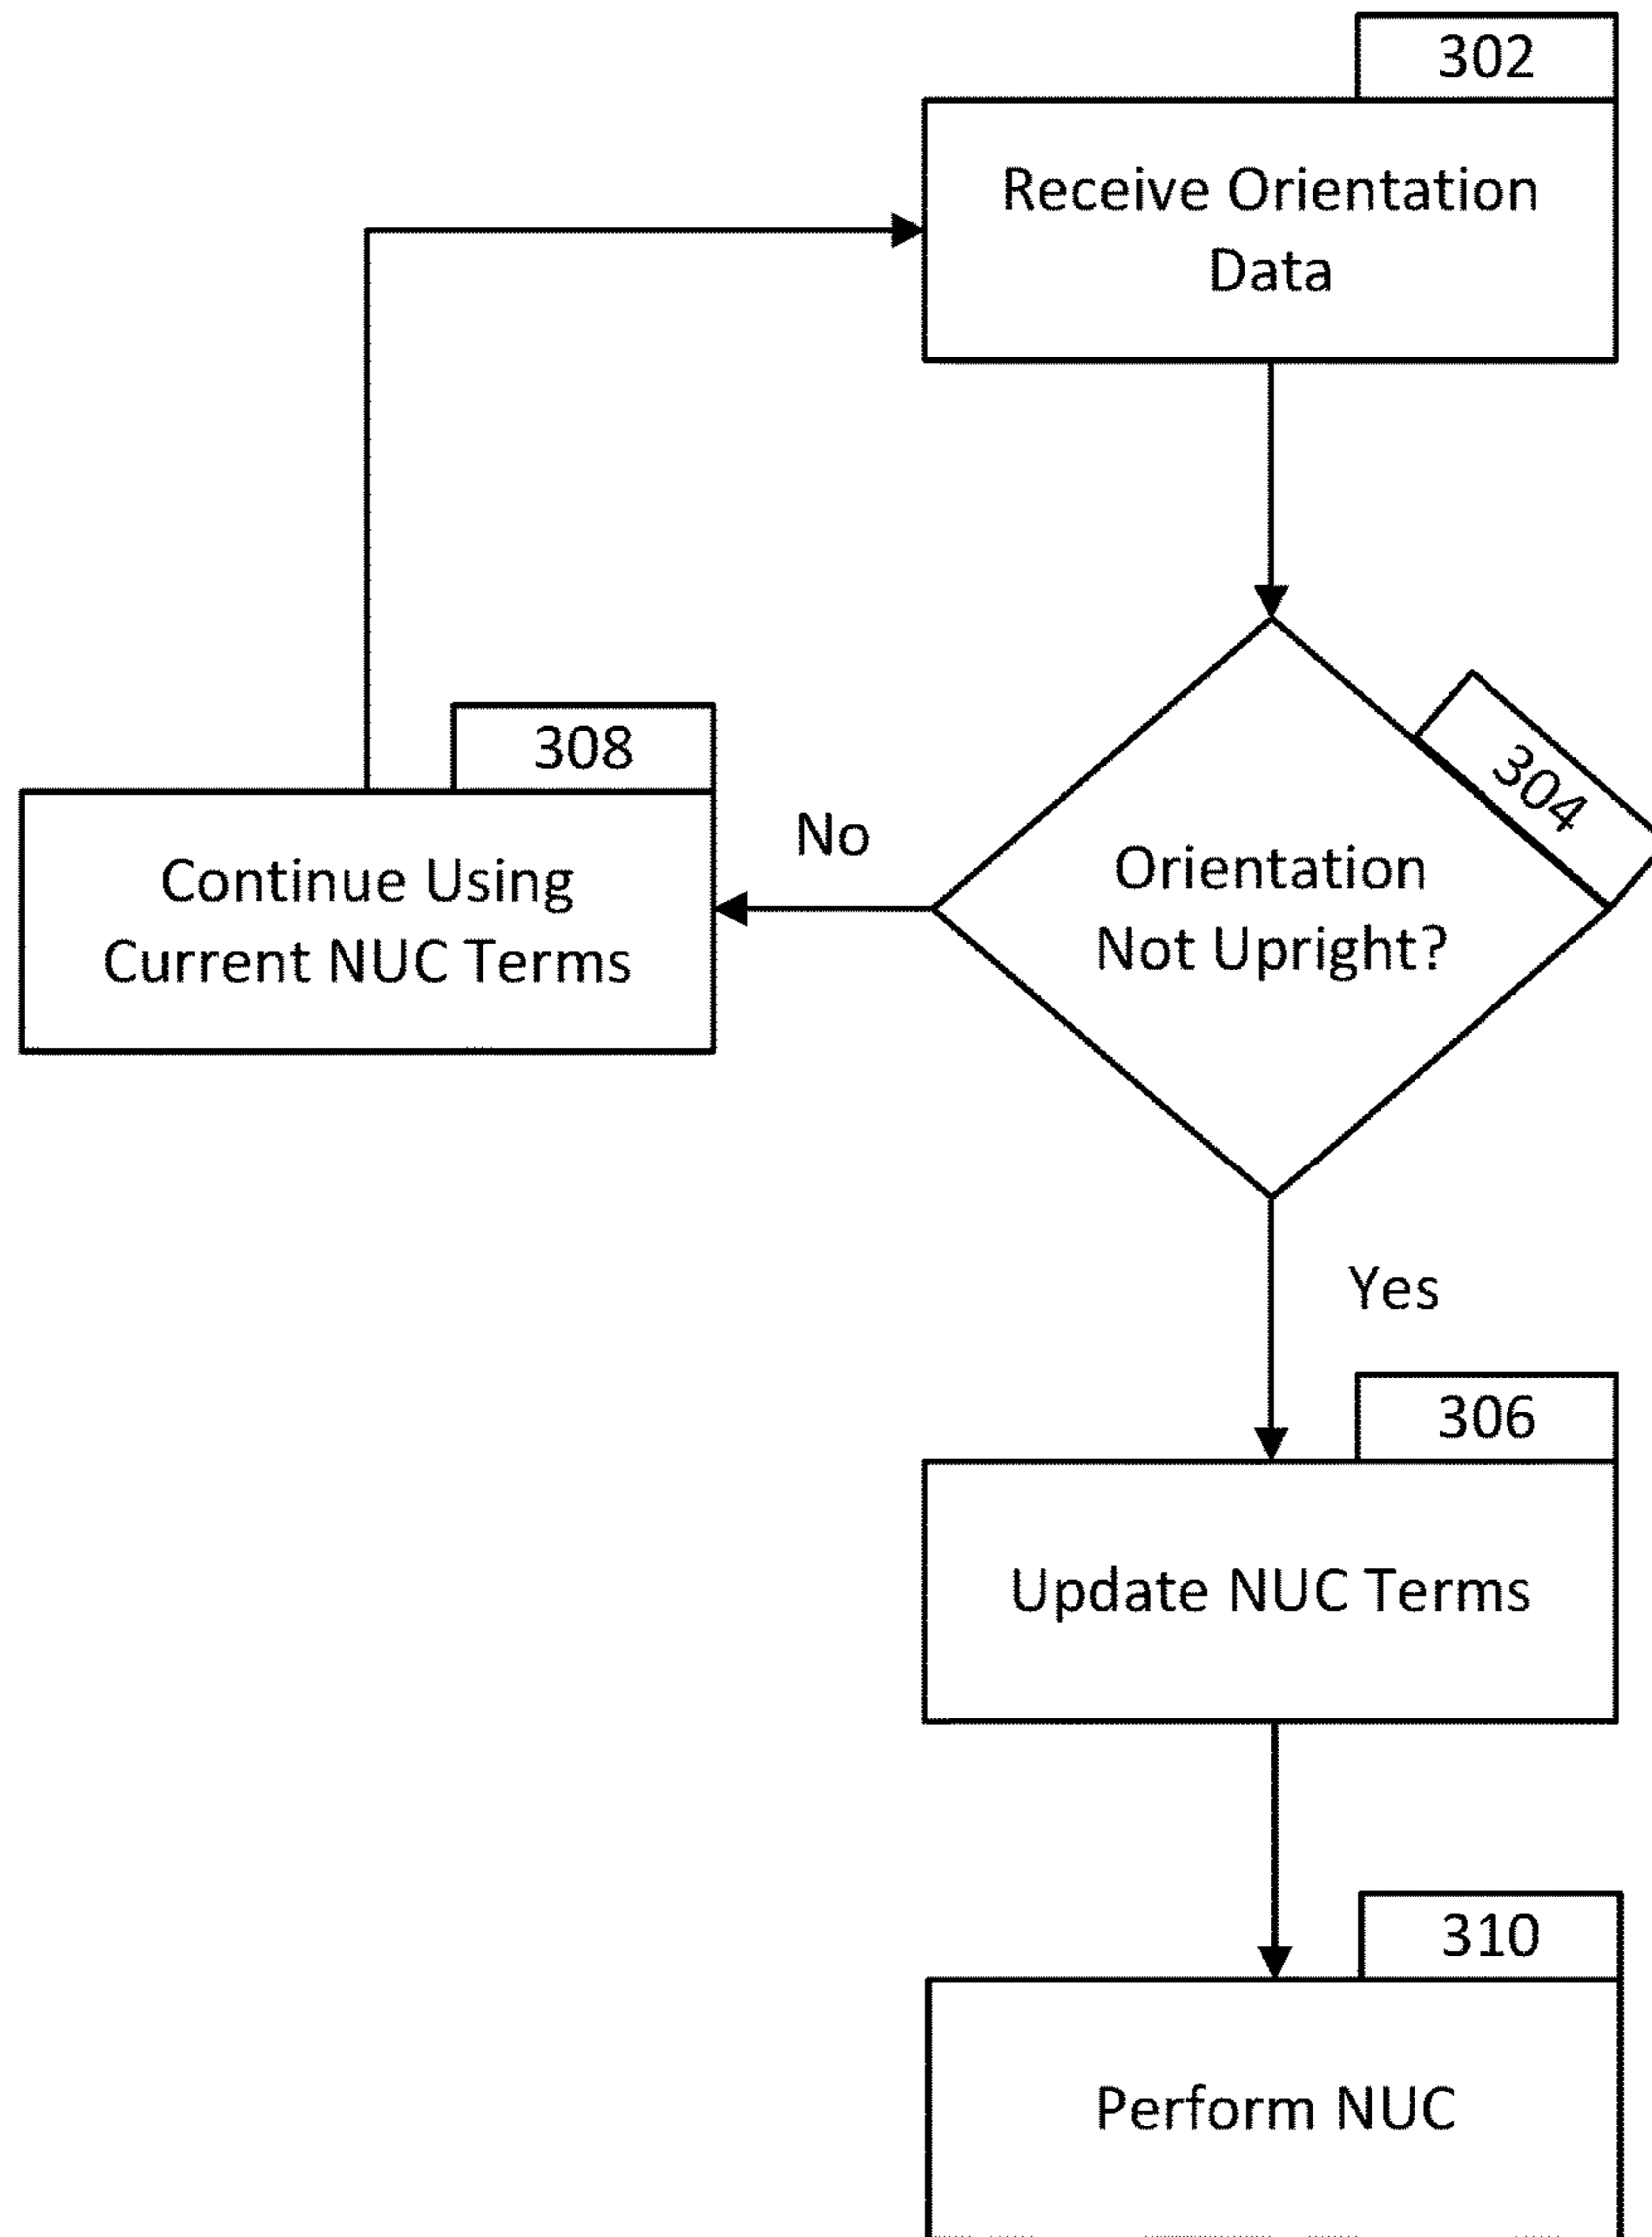 302
Receive Orientation
Data
304
Orientation
Not Upright?
No
308
Continue Using
Current NUC Terms
Yes
306
Update NUC Terms
310
Perform NUC